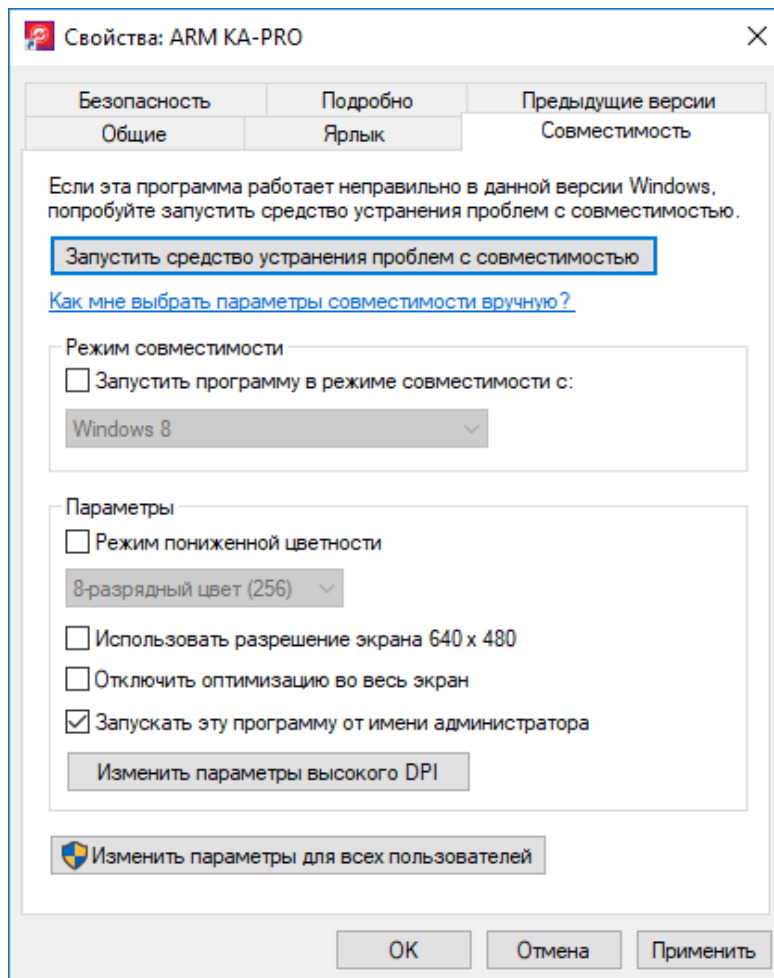 Свойства: ARM KA-PRO
Безопасность Подробно Предыдущие версии
Общие Ярлык Совместимость
Если эта программа работает неправильно в данной версии Windows,
попробуйте запустить средство устранения проблем с совместимостью.
Запустить средство устранения проблем с совместимостью
Как мне выбрать параметры совместимости вручную?
Режим совместимости
Запустить программу в режиме совместимости с:
Windows 8
Параметры
Режим пониженной цветности
8-разрядный цвет (256)
Использовать разрешение экрана 640 x 480
Отключить оптимизацию во весь экран
Запускать эту программу от имени администратора
Изменить параметры высокого DPI
Изменить параметры для всех пользователей
ОК Отмена Применить